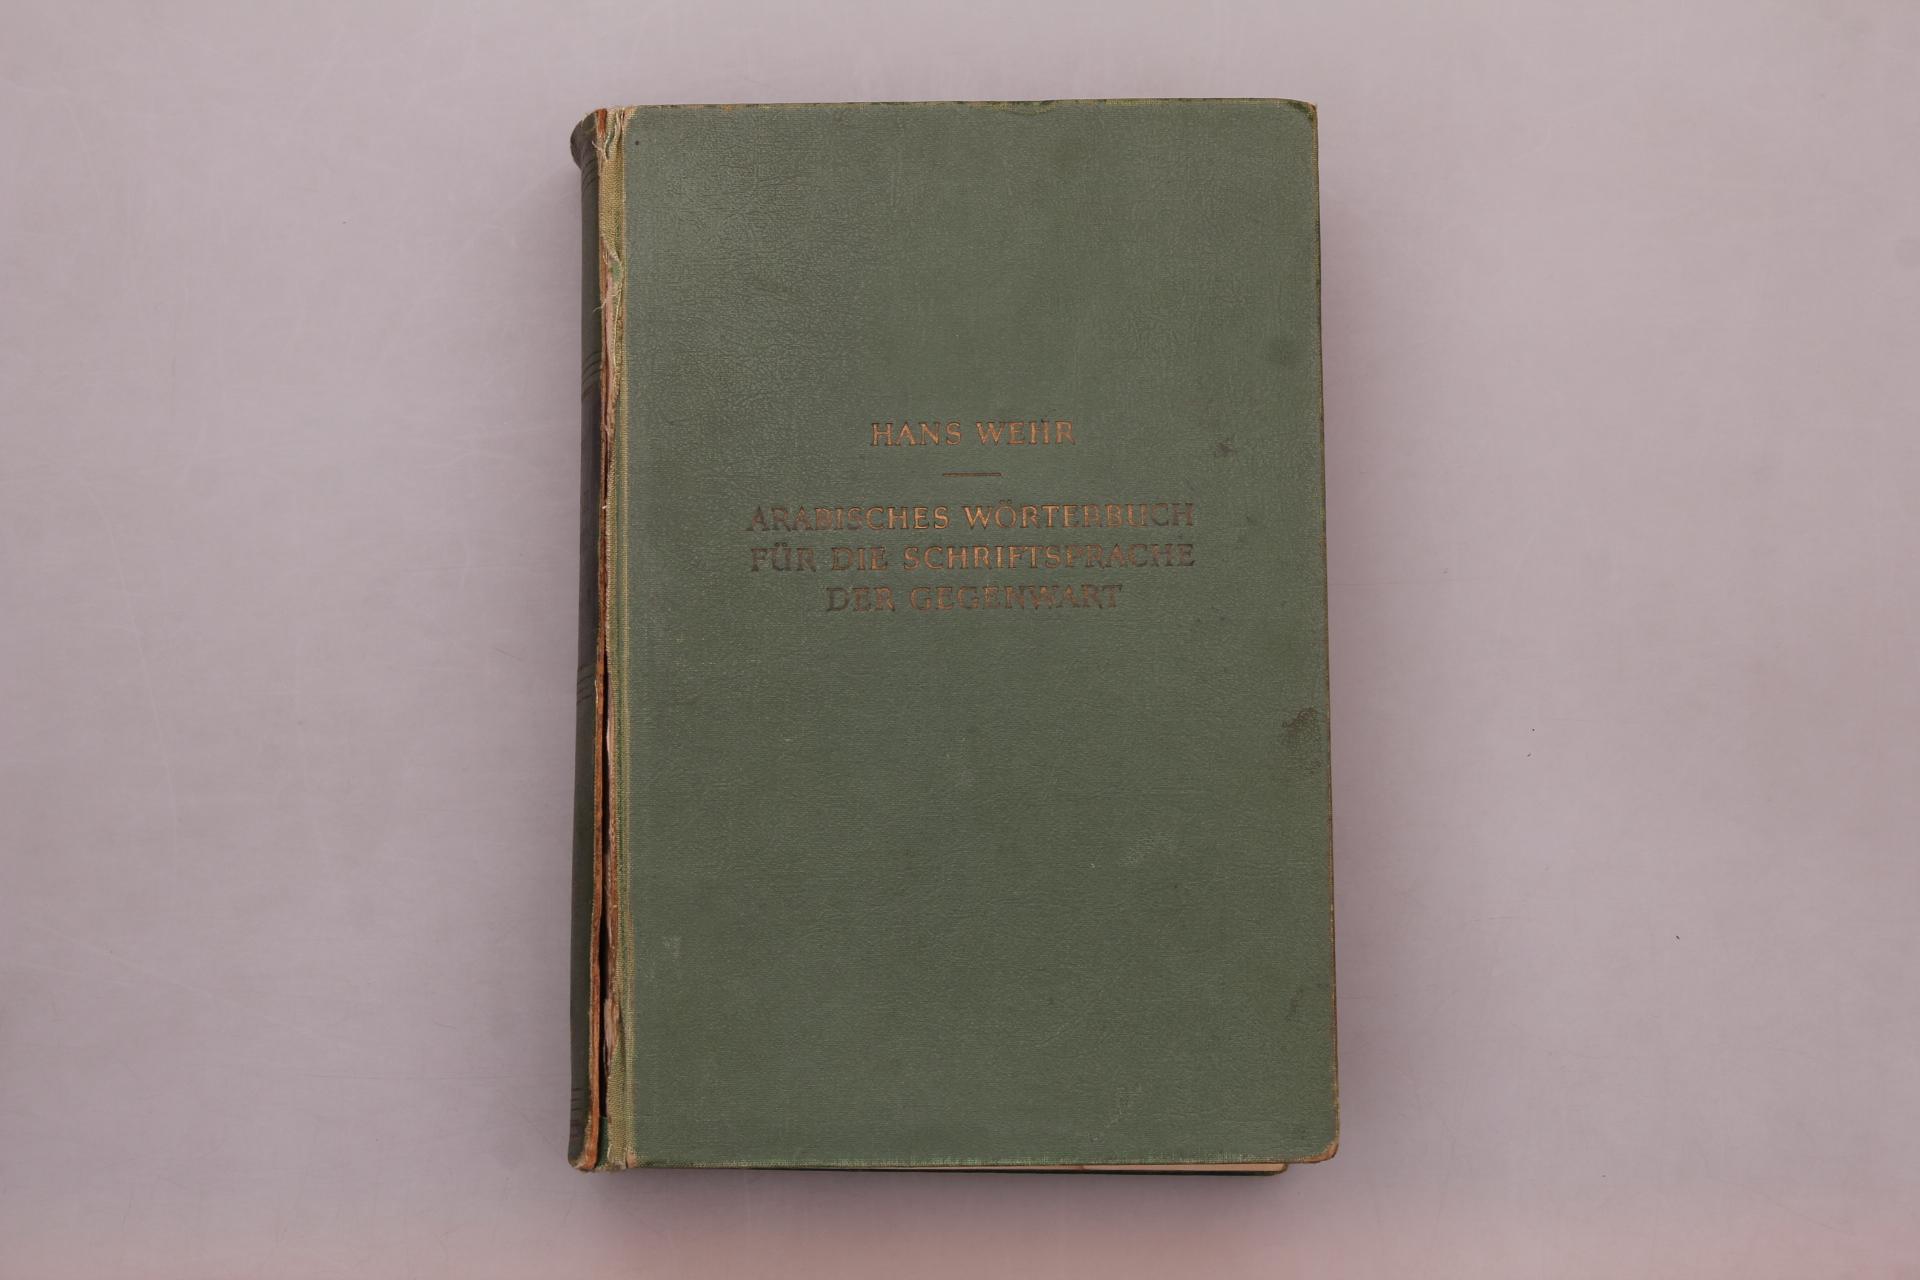 HANS WEHR
ARABISCHES WÖRTERBUCH
FÜR DIE SCHRIFTSPRACHE
DER GEGENWART